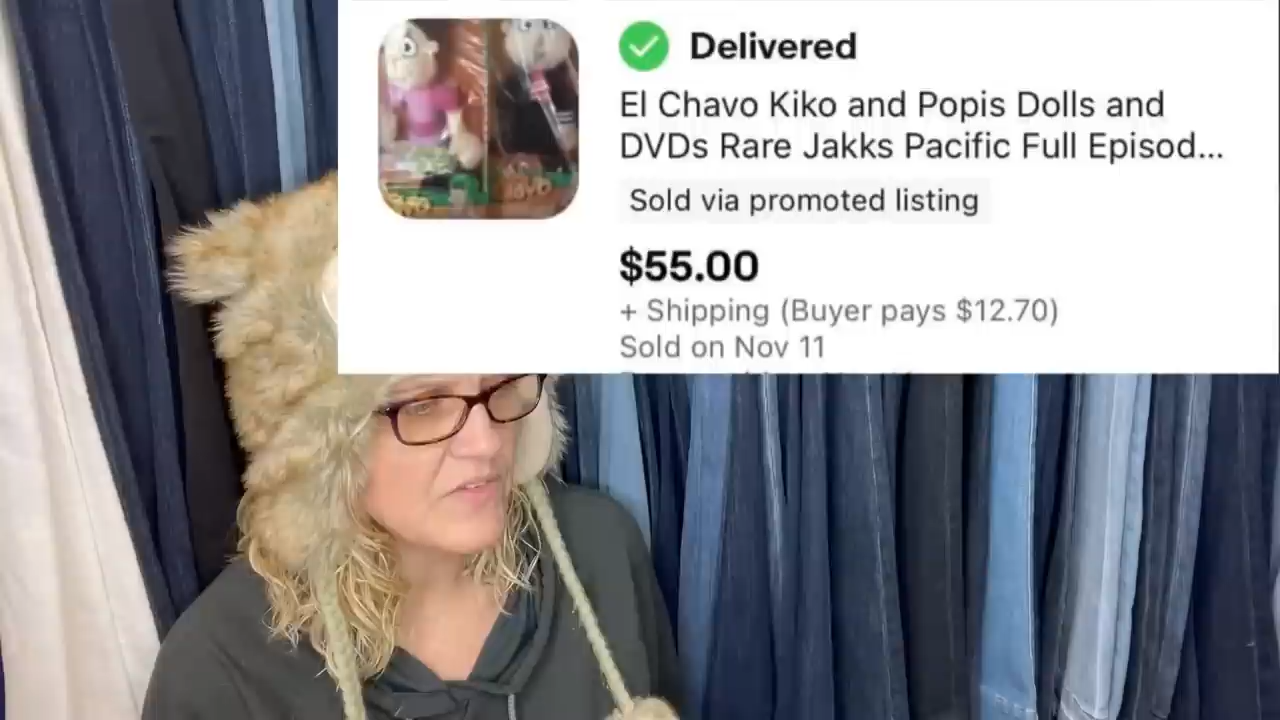 Delivered
El Chavo Kiko and Popis Dolls and
DVDs Rare Jakks Pacific Full Episod...
Sold via promoted listing
$55.00
+ Shipping (Buyer pays $12.70)
Sold on Nov 11